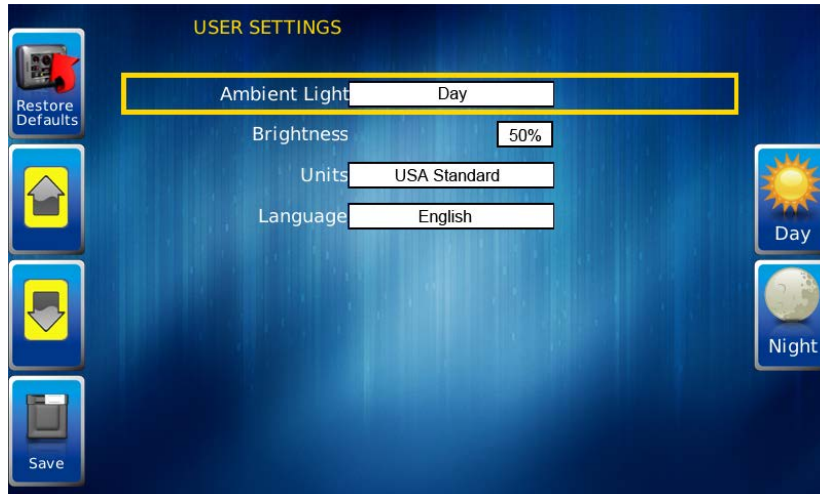 USER SETTINGS
Restore
Defaults
Ambient Light Day
Brightness 50%
Units USA Standard
Language English
Day
Night
Save